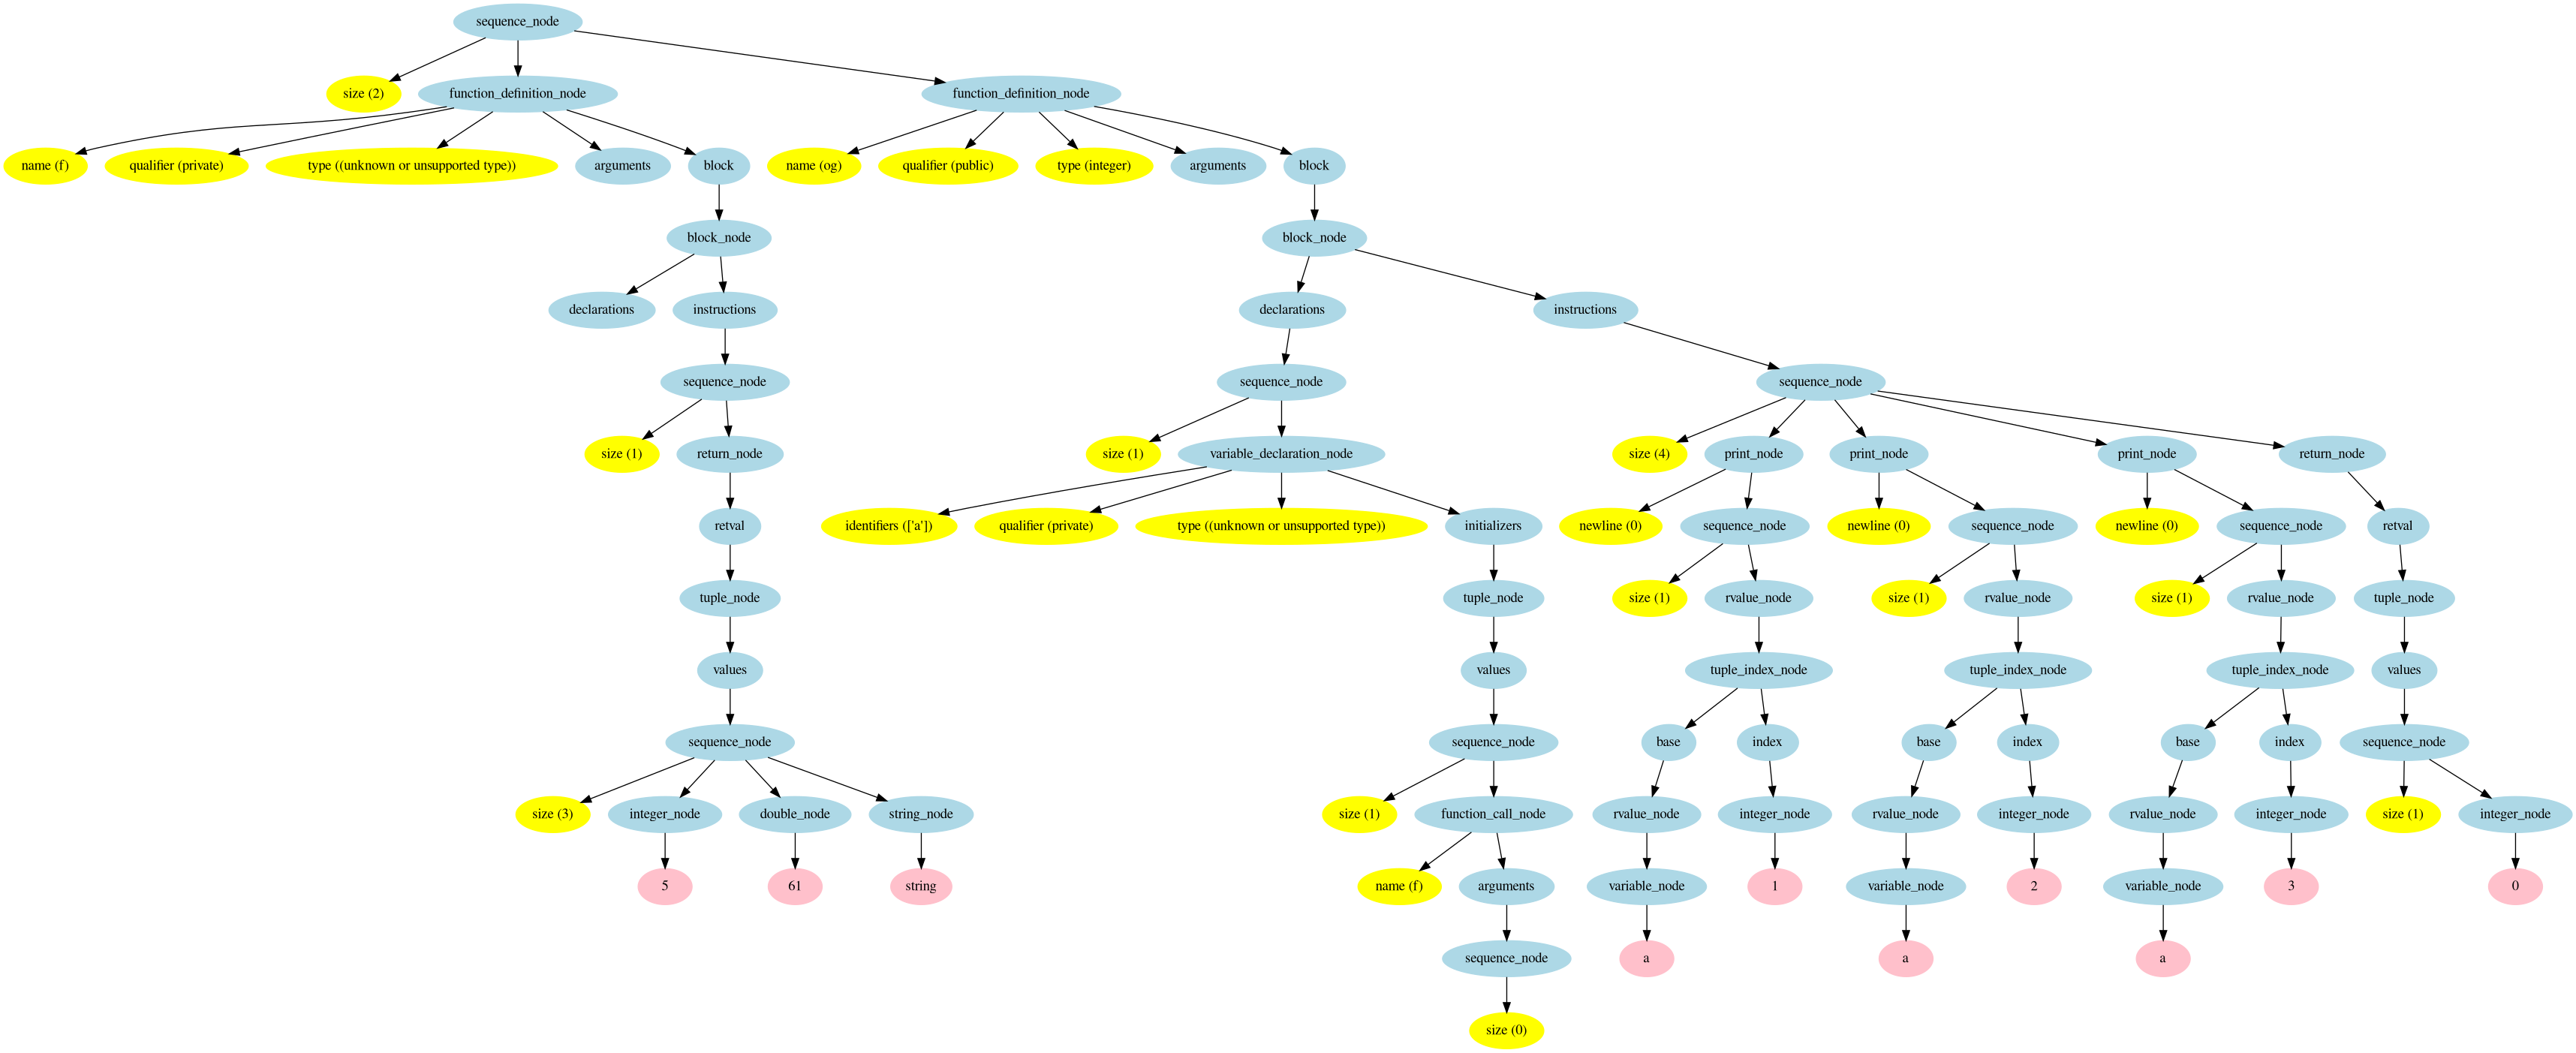 sequence_node
size (2)
function_definition_node
function_definition_node
name (f)
qualifier (private)
type ((unknown or unsupported type))
arguments
block
name (og)
qualifier (public)
type (integer)
arguments
block
block_node
block_node
declarations
instructions
declarations
instructions
sequence_node
sequence_node
sequence_node
size (1)
return_node
size (1)
variable_declaration_node
size (4)
print_node
print_node
print_node
return_node
retval
identifiers (['a'])
qualifier (private)
type ((unknown or unsupported type))
initializers
newline (0)
sequence_node
newline (0)
sequence_node
newline (0)
sequence_node
retval
tuple_node
tuple_node
size (1)
rvalue_node
size (1)
rvalue_node
size (1)
rvalue_node
tuple_node
values
values
tuple_index_node
tuple_index_node
tuple_index_node
values
sequence_node
sequence_node
base
index
base
index
base
index
sequence_node
size (3)
integer_node
double_node
string_node
size (1)
function_call_node
rvalue_node
integer_node
rvalue_node
integer_node
rvalue_node
integer_node
size (1)
integer_node
5
61
string
name (f)
arguments
variable_node
1
variable_node
2
variable_node
3
0
sequence_node
a
a
a
size (0)